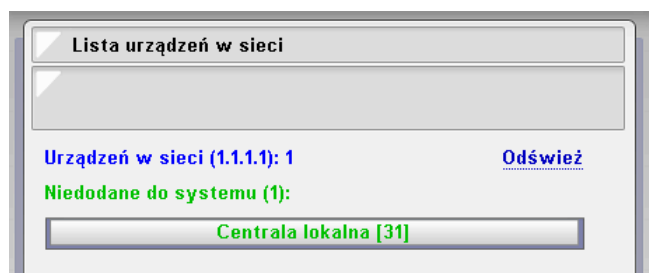 Lista urządzeń w sieci
Urządzeń w sieci (1.1.1.1): 1 Odśwież
Niedodane do systemu (1):
Centrala lokalna [31]